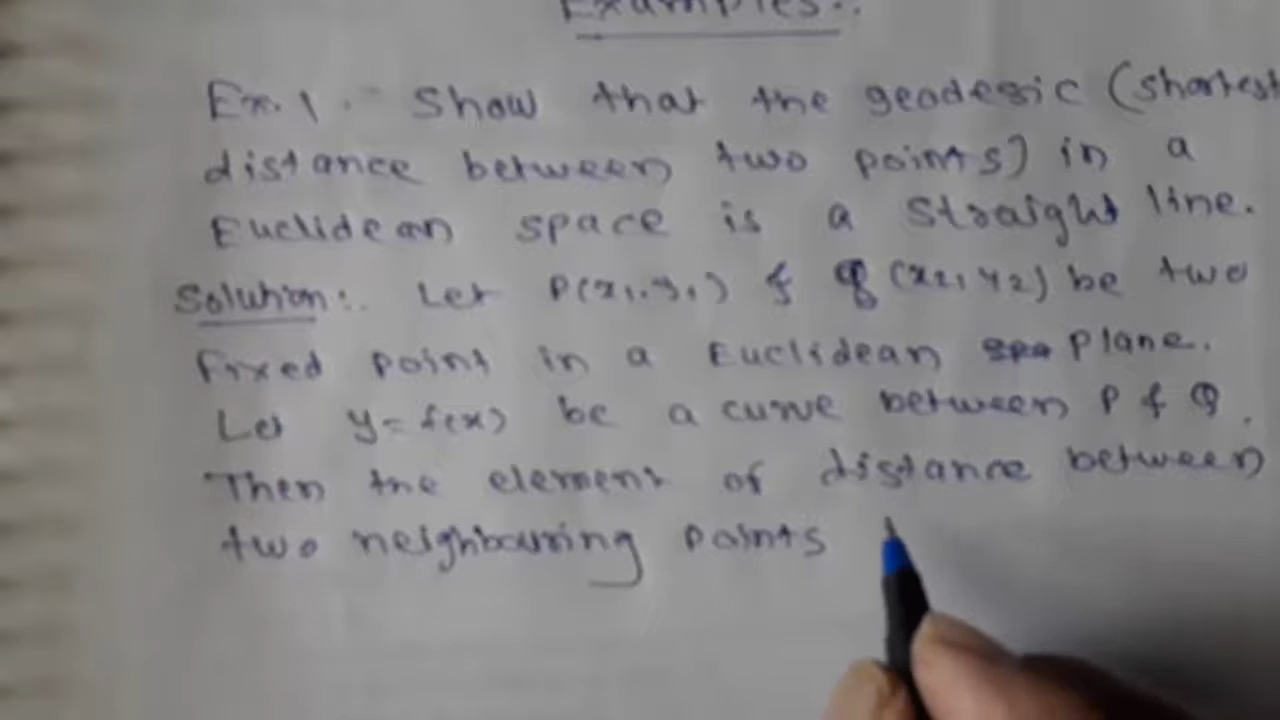 Examples:.
Ex. 1. Show that the geodesic (shortest
distance between two points) in a
Euclidean space is a straight line.
Solution:. Let P(x1, y1) & Q (x2, y2) be two
fixed point in a Euclidean plane.
Let y = f(x) be a curve between P & Q.
Then the element of distance between
two neighbouring points